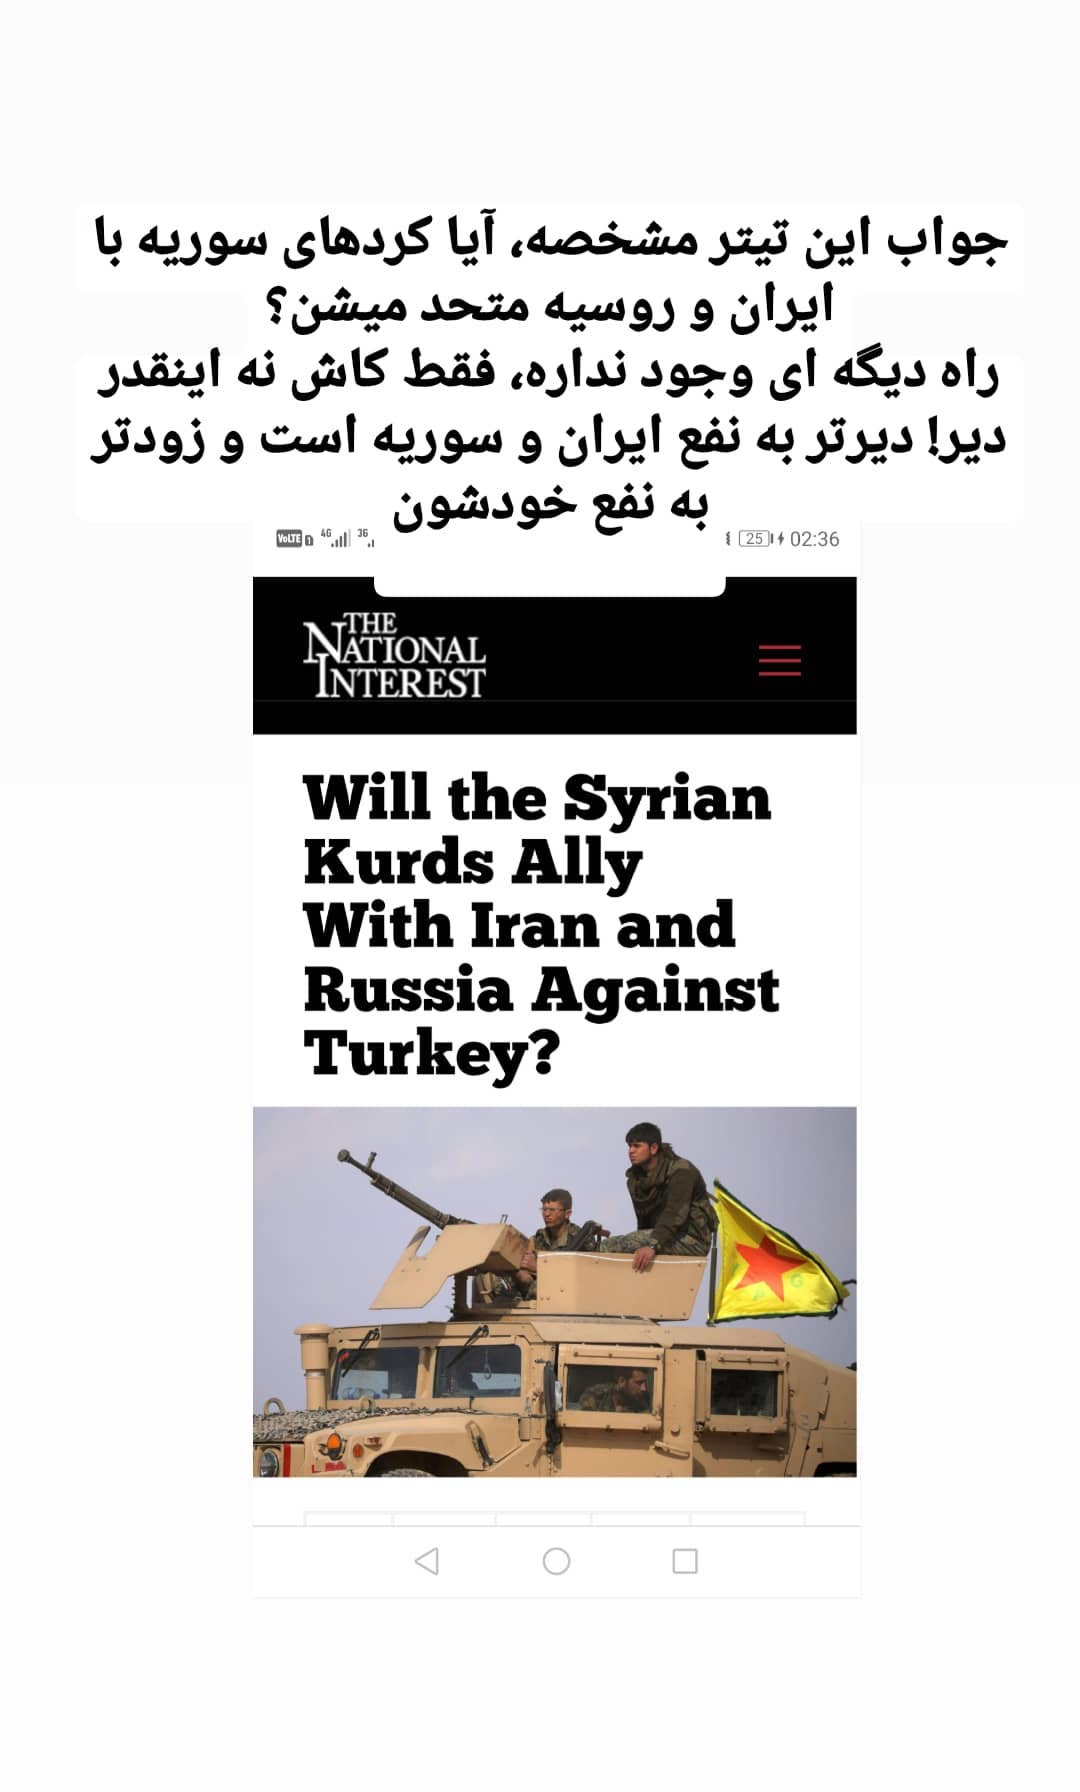 جواب این تیتر مشخصه، آیا کردهای سوریه با
ایران و روسیه متحد میشن؟
راه دیگه ای وجود نداره، فقط کاش نه اینقدر
دیر! دیرتر به نفع ایران و سوریه است و زودتر
به نفع خودشون
VoLTE 1 4G 3G 25 02:36
THE
NATIONAL
INTEREST
Will the Syrian
Kurds Ally
With Iran and
Russia Against
Turkey?